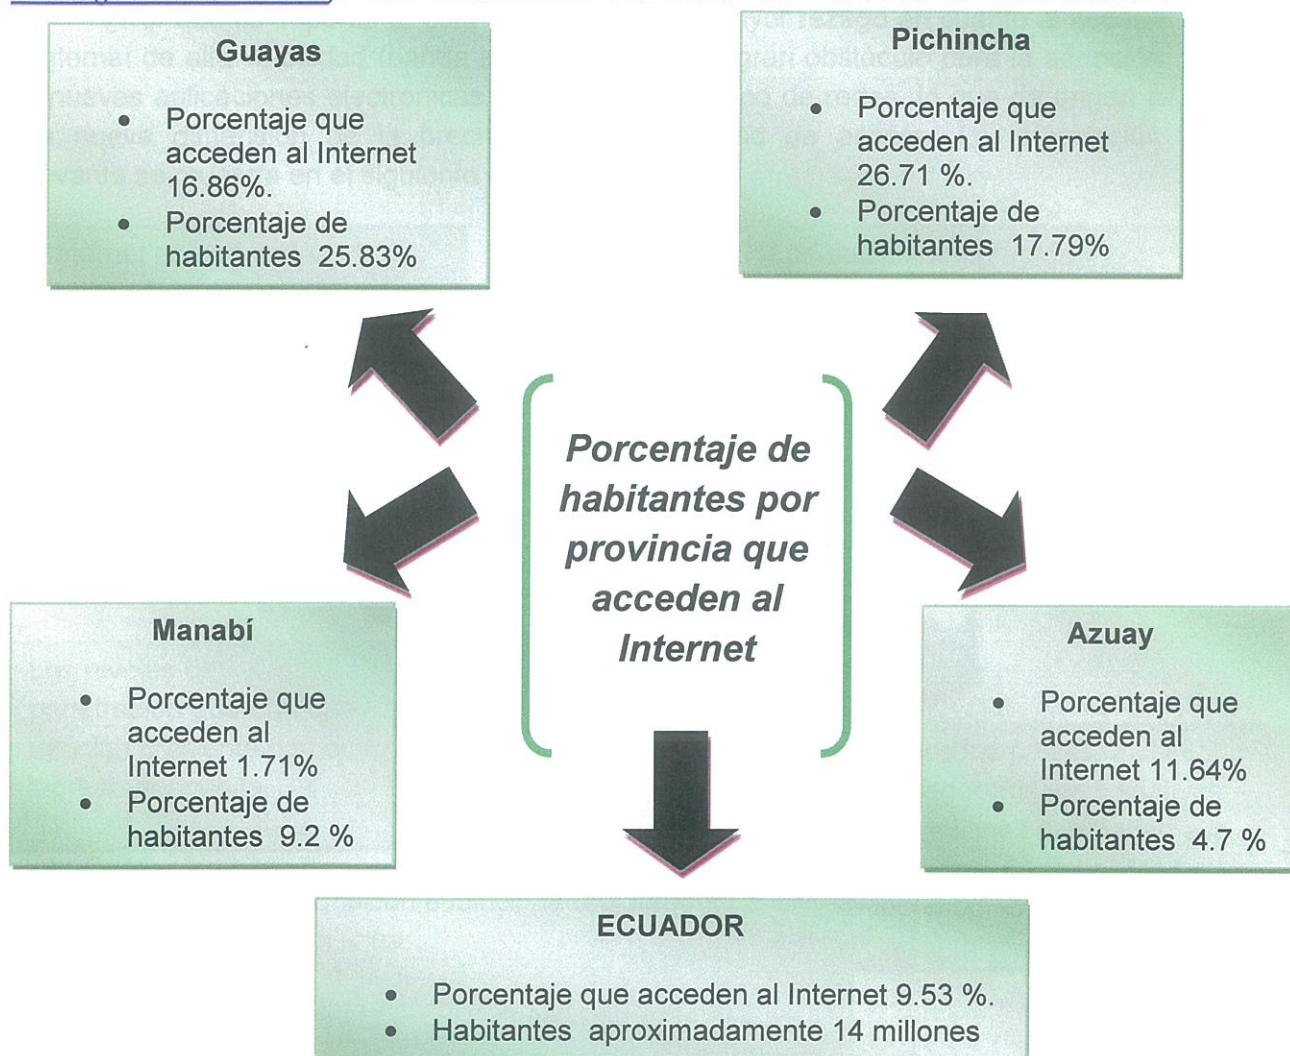 Guayas
• Porcentaje que
acceden al Internet
16.86%.
• Porcentaje de
habitantes 25.83%
Pichincha
• Porcentaje que
acceden al Internet
26.71 %.
• Porcentaje de
habitantes 17.79%
Porcentaje de
habitantes por
provincia que
acceden al
Internet
Manabí
• Porcentaje que
acceden al
Internet 1.71%
• Porcentaje de
habitantes 9.2 %
Azuay
• Porcentaje que
acceden al
Internet 11.64%
• Porcentaje de
habitantes 4.7 %
ECUADOR
• Porcentaje que acceden al Internet 9.53 %.
• Habitantes aproximadamente 14 millones